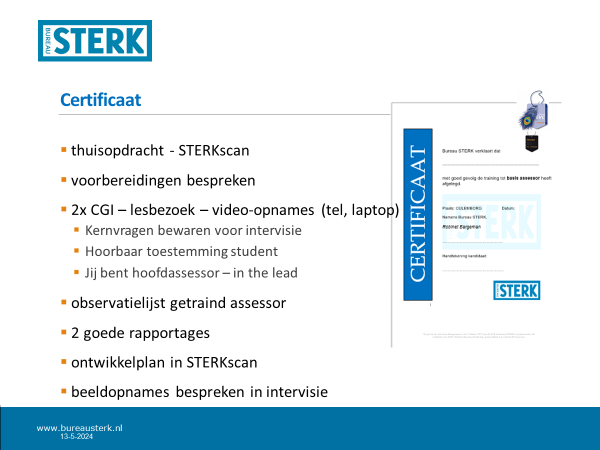 BUREAU
STERK
Certificaat
thuisopdracht - STERKscan
voorbereidingen bespreken
2x CGI – lesbezoek – video-opnames (tel, laptop)
Kernvragen bewaren voor intervisie
Hoorbaar toestemming student
Jij bent hoofdassessor – in the lead
observatielijst getraind assessor
2 goede rapportages
ontwikkelplan in STERKscan
beeldopnames bespreken in intervisie
CERTIFICAAT
Bureau STERK verklaart dat
met goed gevolg de training tot basis assessor heeft
afgelegd.
Plaats: CULEMBORG Datum:
Namens Bureau STERK,
Robinet Bargeman
Handtekening kandidaat
STERK
www.bureausterk.nl
13-5-2024